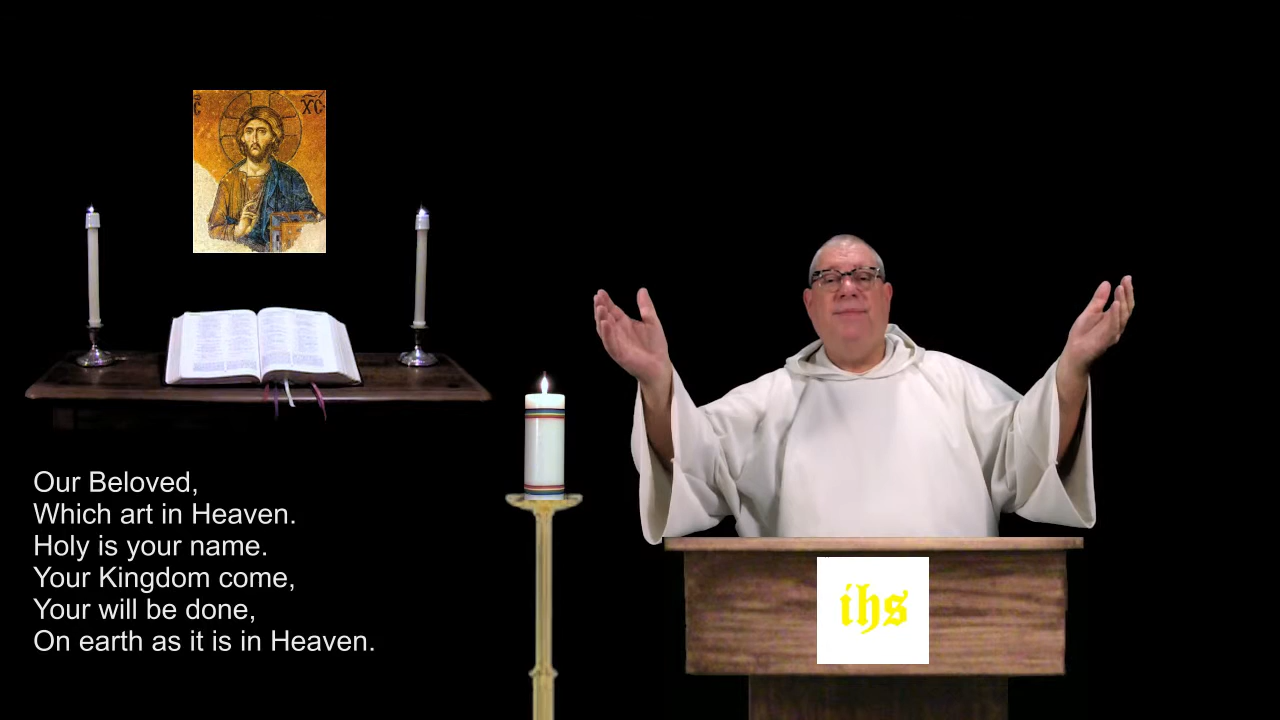 XC
Our Beloved,
Which art in Heaven.
Holy is your name.
Your Kingdom come,
Your will be done,
On earth as it is in Heaven.
ihs